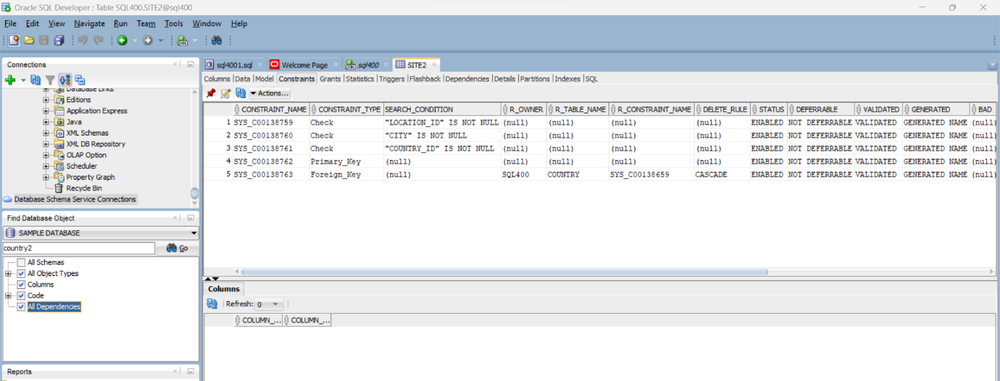 Oracle SQL Developer : Table SQL400.SITE2@sql400
File Edit View Navigate Run Team Tools Window Help
Connections
Database Links
Editions
Application Express
Java
XML Schemas
XML DB Repository
OLAP Option
Scheduler
Property Graph
Recycle Bin
Database Schema Service Connections
Find Database Object
SAMPLE DATABASE
country2 Go
All Schemas
All Object Types
Columns
Code
All Dependencies
Reports
sql4001.sql Welcome Page sql400 SITE2
Columns |Data |Model |Constraints |Grants |Statistics |Triggers |Flashback |Dependencies |Details |Partitions |Indexes |SQL
Actions...
CONSTRAINT_NAME CONSTRAINT_TYPE SEARCH_CONDITION R_OWNER R_TABLE_NAME R_CONSTRAINT_NAME DELETE_RULE STATUS DEFERRABLE VALIDATED GENERATED BAD
1 SYS_C00138759 Check "LOCATION_ID" IS NOT NULL (null) (null) (null) (null) ENABLED NOT DEFERRABLE VALIDATED GENERATED NAME (null)
2 SYS_C00138760 Check "CITY" IS NOT NULL (null) (null) (null) (null) ENABLED NOT DEFERRABLE VALIDATED GENERATED NAME (null)
3 SYS_C00138761 Check "COUNTRY_ID" IS NOT NULL (null) (null) (null) (null) ENABLED NOT DEFERRABLE VALIDATED GENERATED NAME (null)
4 SYS_C00138762 Primary_Key (null) (null) (null) (null) (null) ENABLED NOT DEFERRABLE VALIDATED GENERATED NAME (null)
5 SYS_C00138763 Foreign_Key (null) SQL400 COUNTRY SYS_C00138659 CASCADE ENABLED NOT DEFERRABLE VALIDATED GENERATED NAME (null)
Columns
Refresh: 0
COLUMN_... COLUMN_...